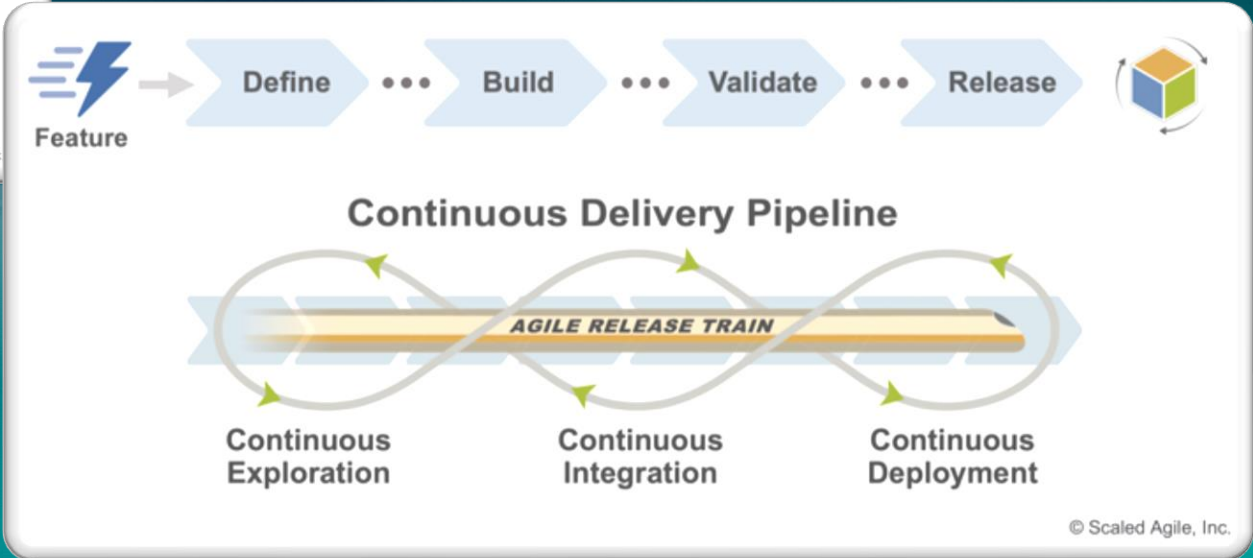 Define
Build
Validate
Release
Feature
Continuous Delivery Pipeline
AGILE RELEASE TRAIN
Continuous
Exploration
Continuous
Integration
Continuous
Deployment
© Scaled Agile, Inc.